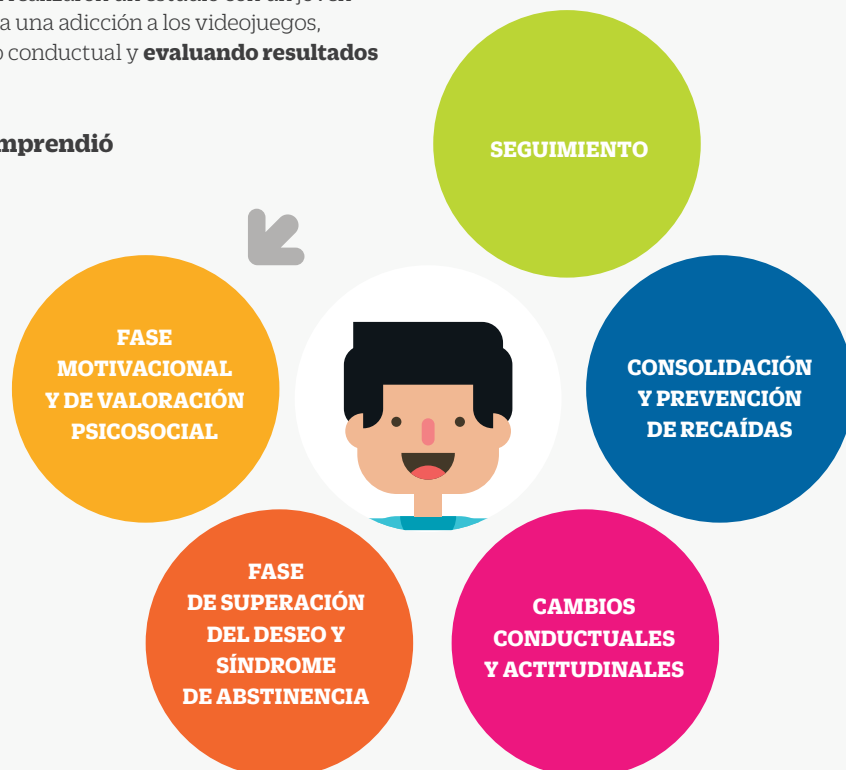 a una adicción a los videojuegos,
conductual y evaluando resultados
SEGUIMIENTO
FASE
MOTIVACIONAL
Y DE VALORACIÓN
PSICOSOCIAL
FASE
DE SUPERACIÓN
DEL DESEO Y
SÍNDROME
DE ABSTINENCIA
CAMBIOS
CONDUCTUALES
Y ACTITUDINALES
CONSOLIDACIÓN
Y PREVENCIÓN
DE RECAÍDAS